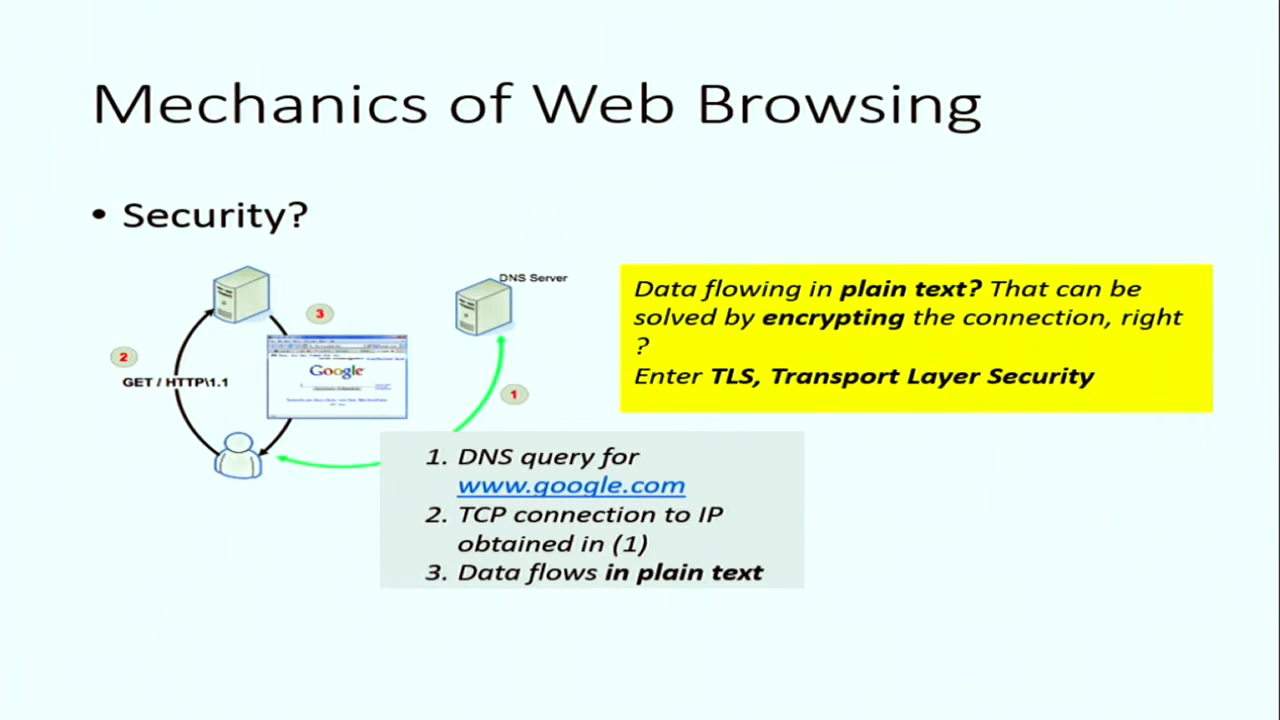 Mechanics of Web Browsing
• Security?
DNS Server
3
2
GET / HTTP\1.1
Google
1
Data flowing in plain text? That can be
solved by encrypting the connection, right
?
Enter TLS, Transport Layer Security
1. DNS query for
www.google.com
2. TCP connection to IP
obtained in (1)
3. Data flows in plain text